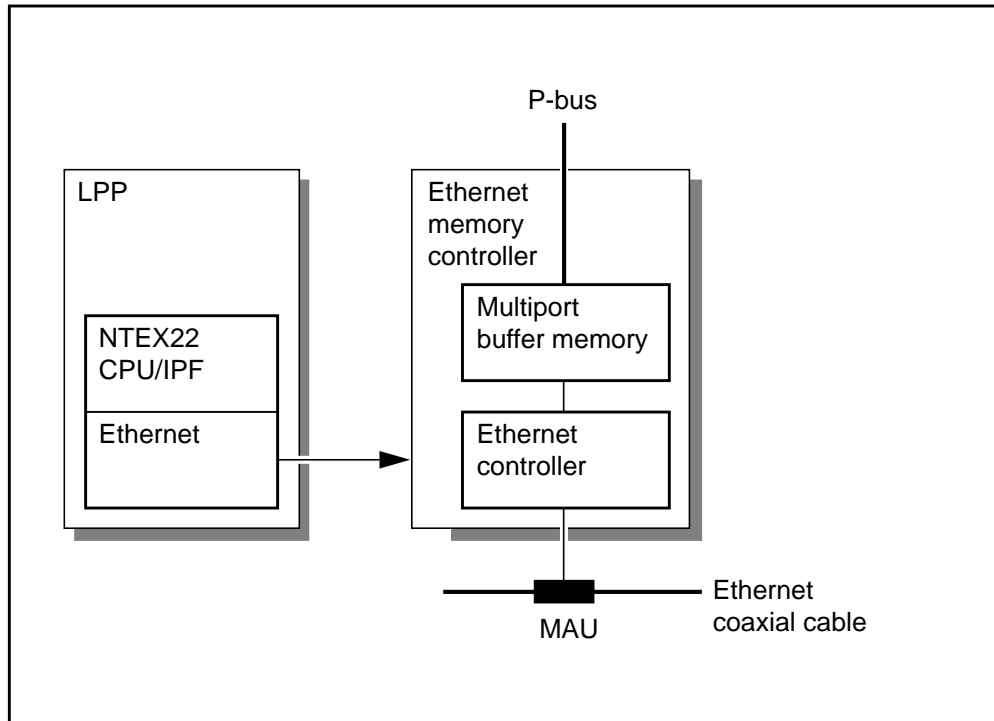 P-bus
LPP
NTEX22
CPU/IPF
Ethernet
Ethernet
memory
controller
Multiport
buffer memory
Ethernet
controller
Ethernet
coaxial cable
MAU